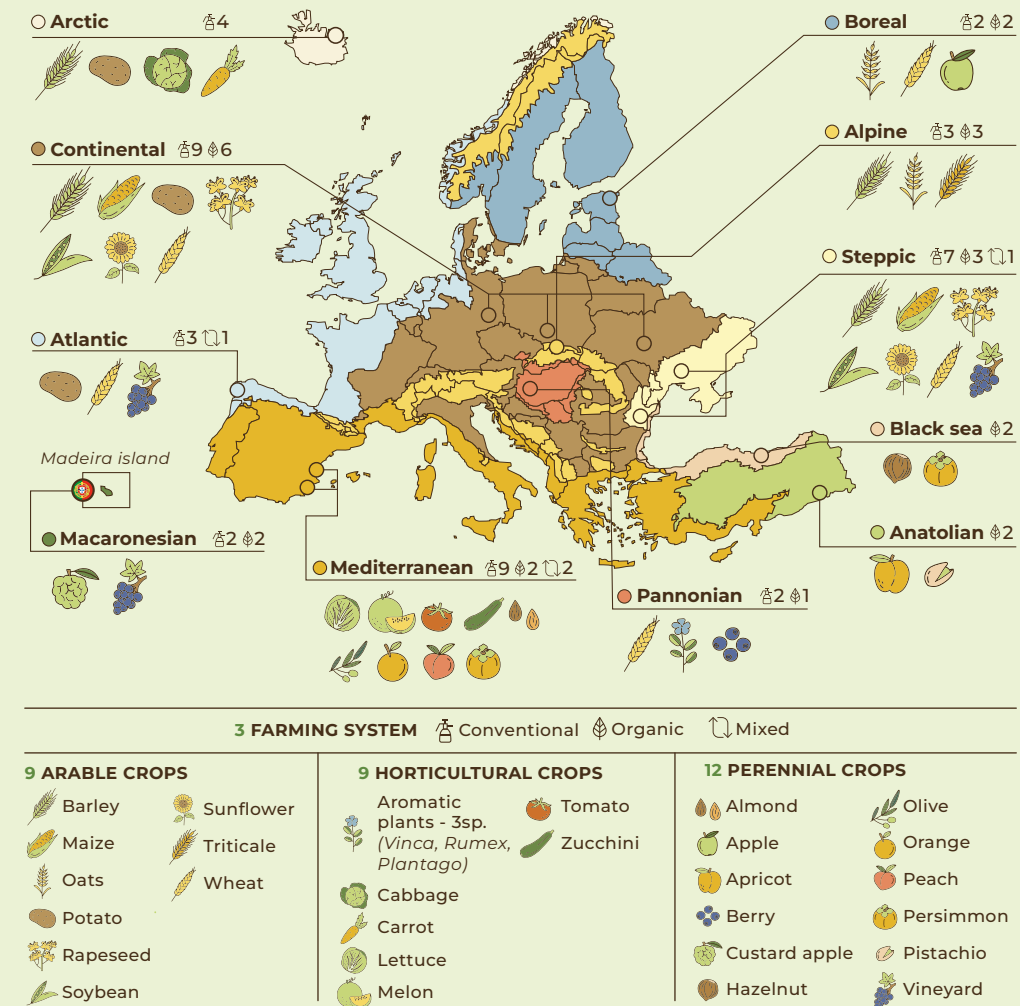 Arctic 4
Boreal 2 2
Alpine 3 3
Continental 9 6
Steppic 7 3 1
Atlantic 3 1
Black sea 2
Madeira island
Macaronesian 2 2
Anatolian 2
Mediterranean 9 2 2
Pannonian 2 1
3 FARMING SYSTEM Conventional Organic Mixed
9 ARABLE CROPS
Barley
Maize
Oats
Potato
Rapeseed
Soybean
Sunflower
Triticale
Wheat
9 HORTICULTURAL CROPS
Aromatic
plants - 3sp.
(Vinca, Rumex,
Plantago)
Cabbage
Carrot
Lettuce
Melon
Tomato
Zucchini
12 PERENNIAL CROPS
Almond
Apple
Apricot
Berry
Custard apple
Hazelnut
Olive
Orange
Peach
Persimmon
Pistachio
Vineyard